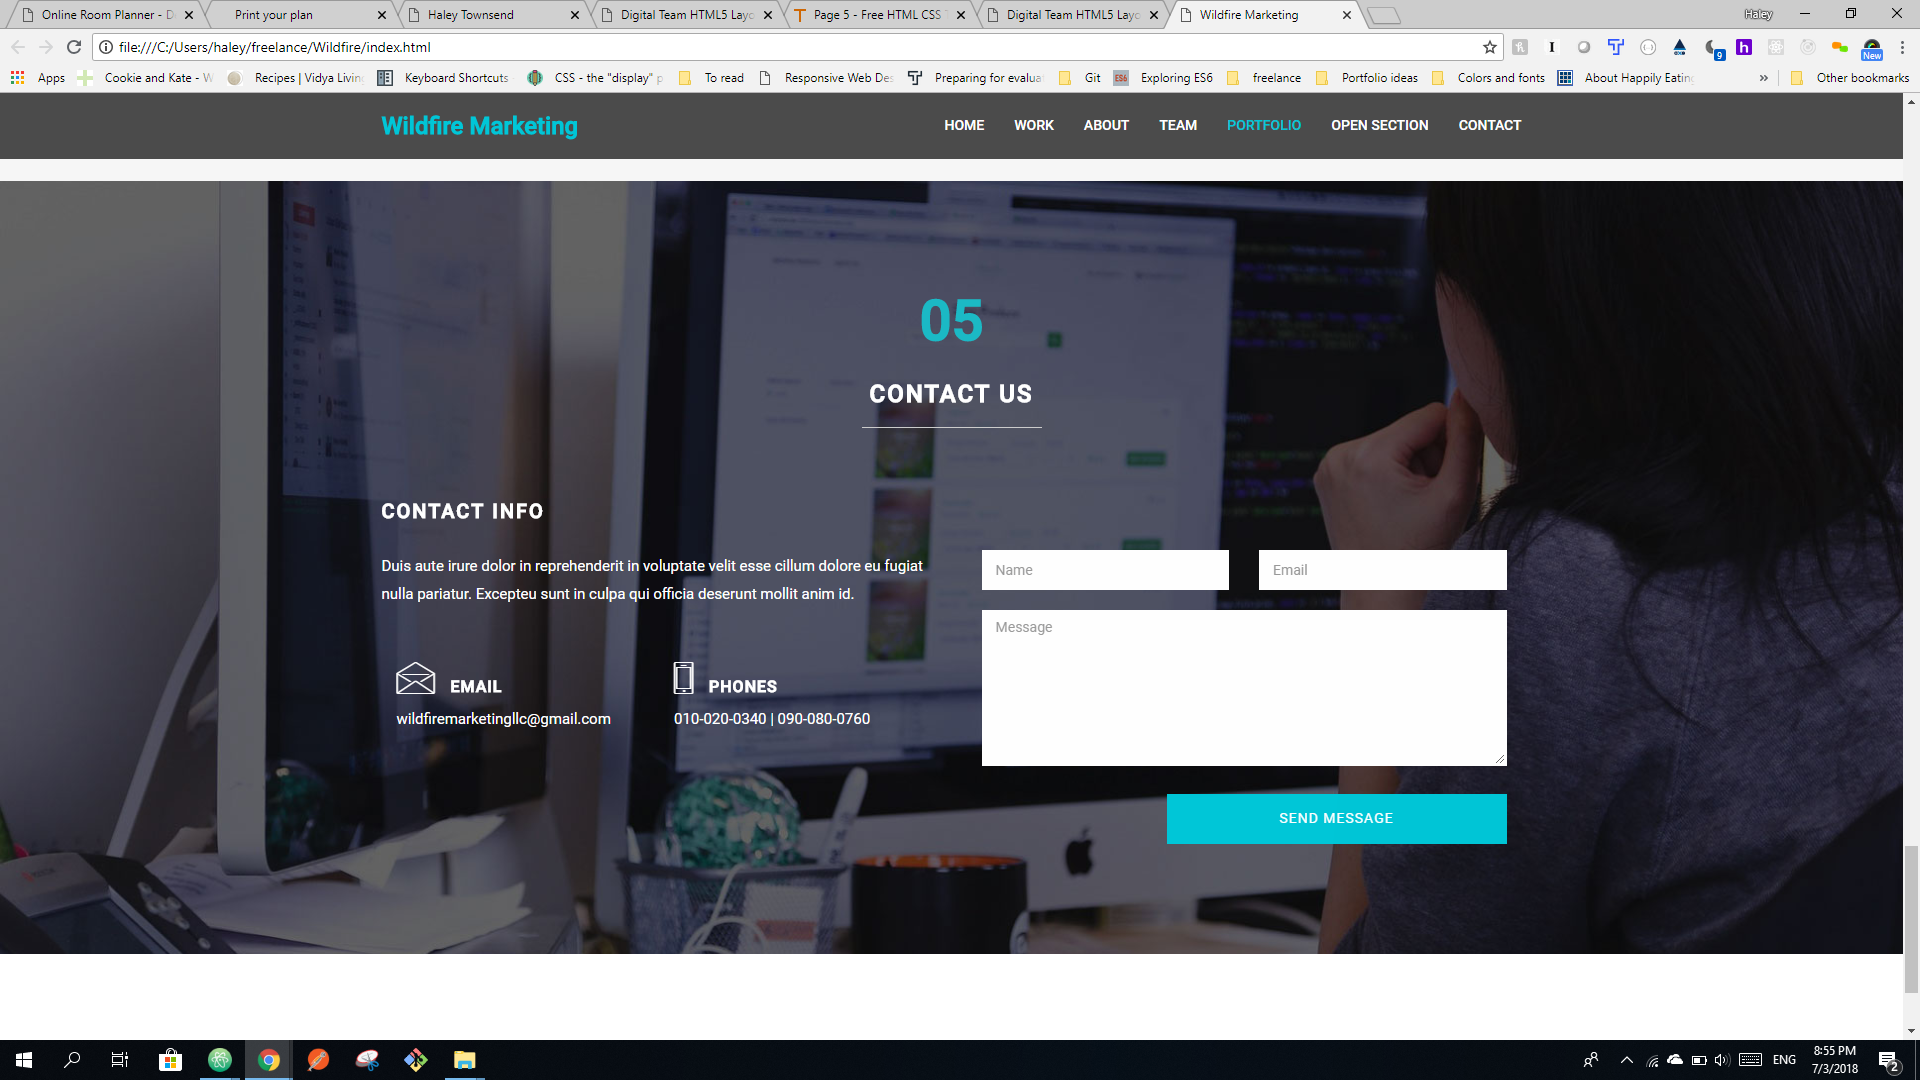 Online Room Planner - D
Print your plan
Haley Townsend
Digital Team HTML5 Layo
Page 5 - Free HTML CSS T
Digital Team HTML5 Layo
Wildfire Marketing
Haley
file:///C:/Users/haley/freelance/Wildfire/index.html
9
New
Apps
Cookie and Kate - W
Recipes | Vidya Livin
Keyboard Shortcuts
CSS - the "display" p
To read
Responsive Web Des
Preparing for evalua
Git
ES6
Exploring ES6
freelance
Portfolio ideas
Colors and fonts
About Happily Eatin
»
Other bookmarks
Wildfire Marketing
HOME WORK ABOUT TEAM PORTFOLIO OPEN SECTION CONTACT
05
CONTACT US
CONTACT INFO
Duis aute irure dolor in reprehenderit in voluptate velit esse cillum dolore eu fugiat
nulla pariatur. Excepteu sunt in culpa qui officia deserunt mollit anim id.
EMAIL
wildfiremarketingllc@gmail.com
PHONES
010-020-0340 | 090-080-0760
Name
Email
Message
SEND MESSAGE
ENG
8:55 PM
7/3/2018
2